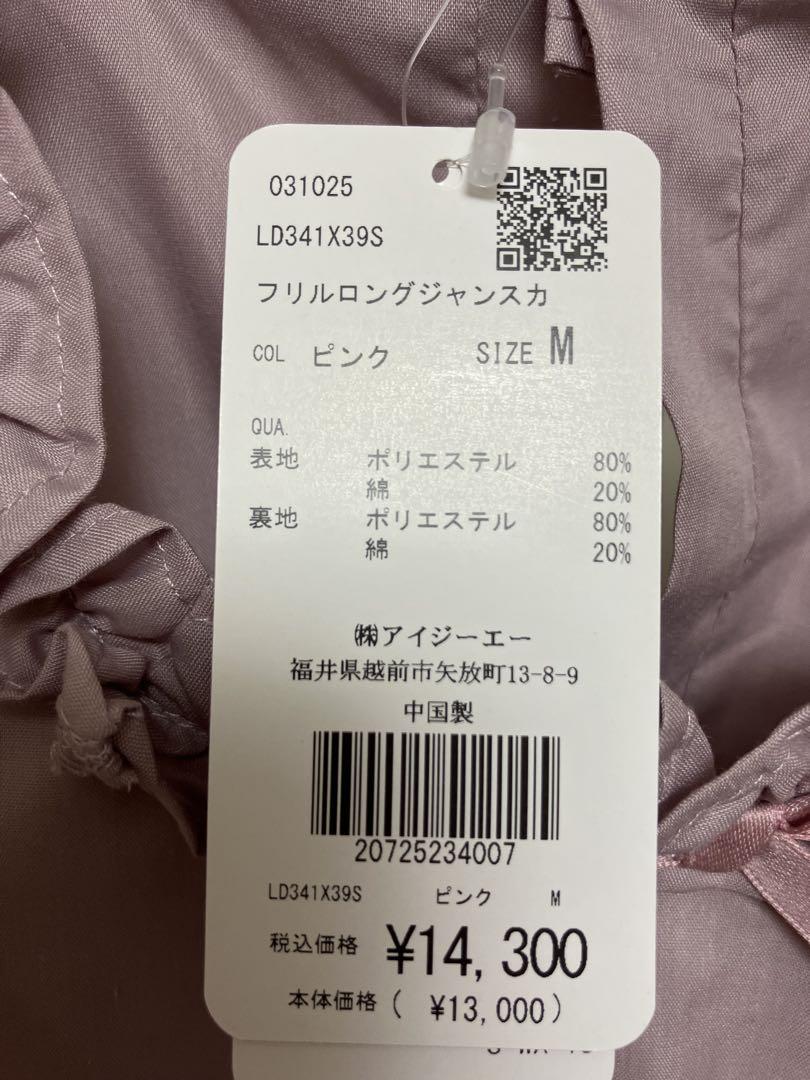 031025
LD341X39S
フリルロングジャンスカ
COL ピンク SIZE M
QUA.
表地 ポリエステル 80%
綿 20%
裏地 ポリエステル 80%
綿 20%
㈱アイジーエー
福井県越前市矢放町13-8-9
中国製
20725234007
LD341X39S ピンク M
税込価格 ¥14,300
本体価格( ¥13,000)